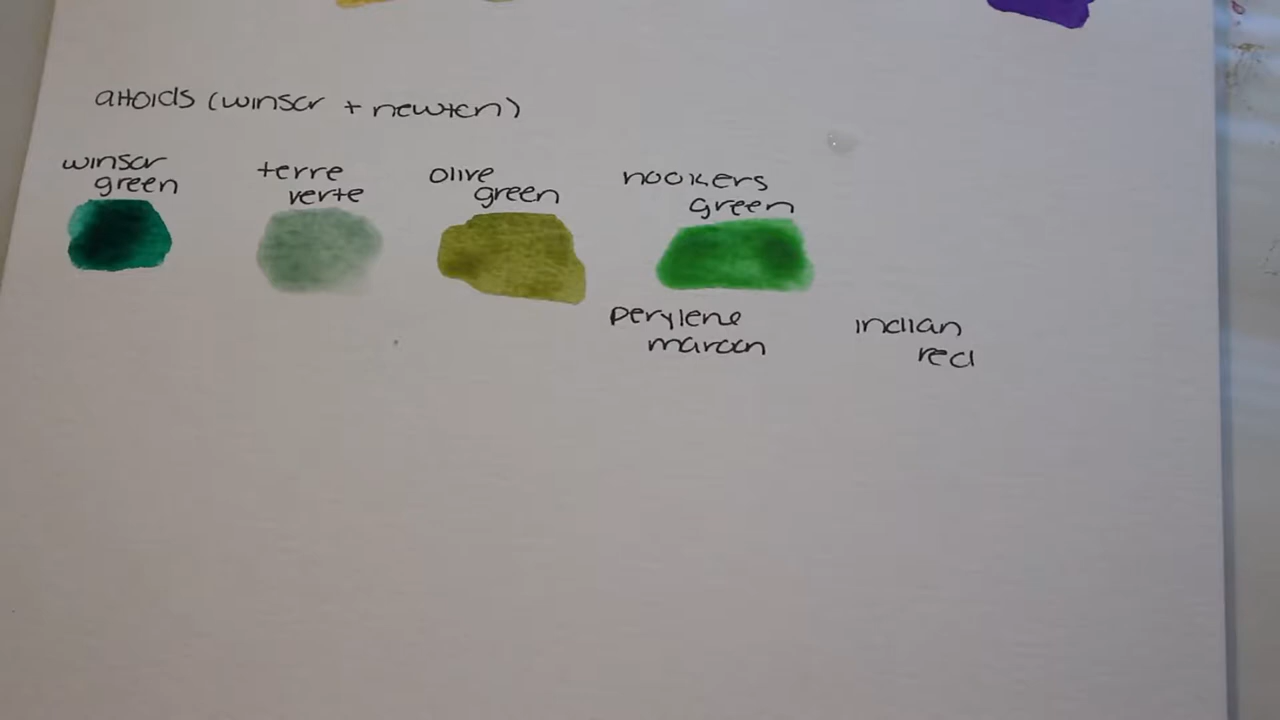 altoids (winsor + newton)
winsor
green
terre
verte
olive
green
hookers
green
perylene
maroon
indian
red